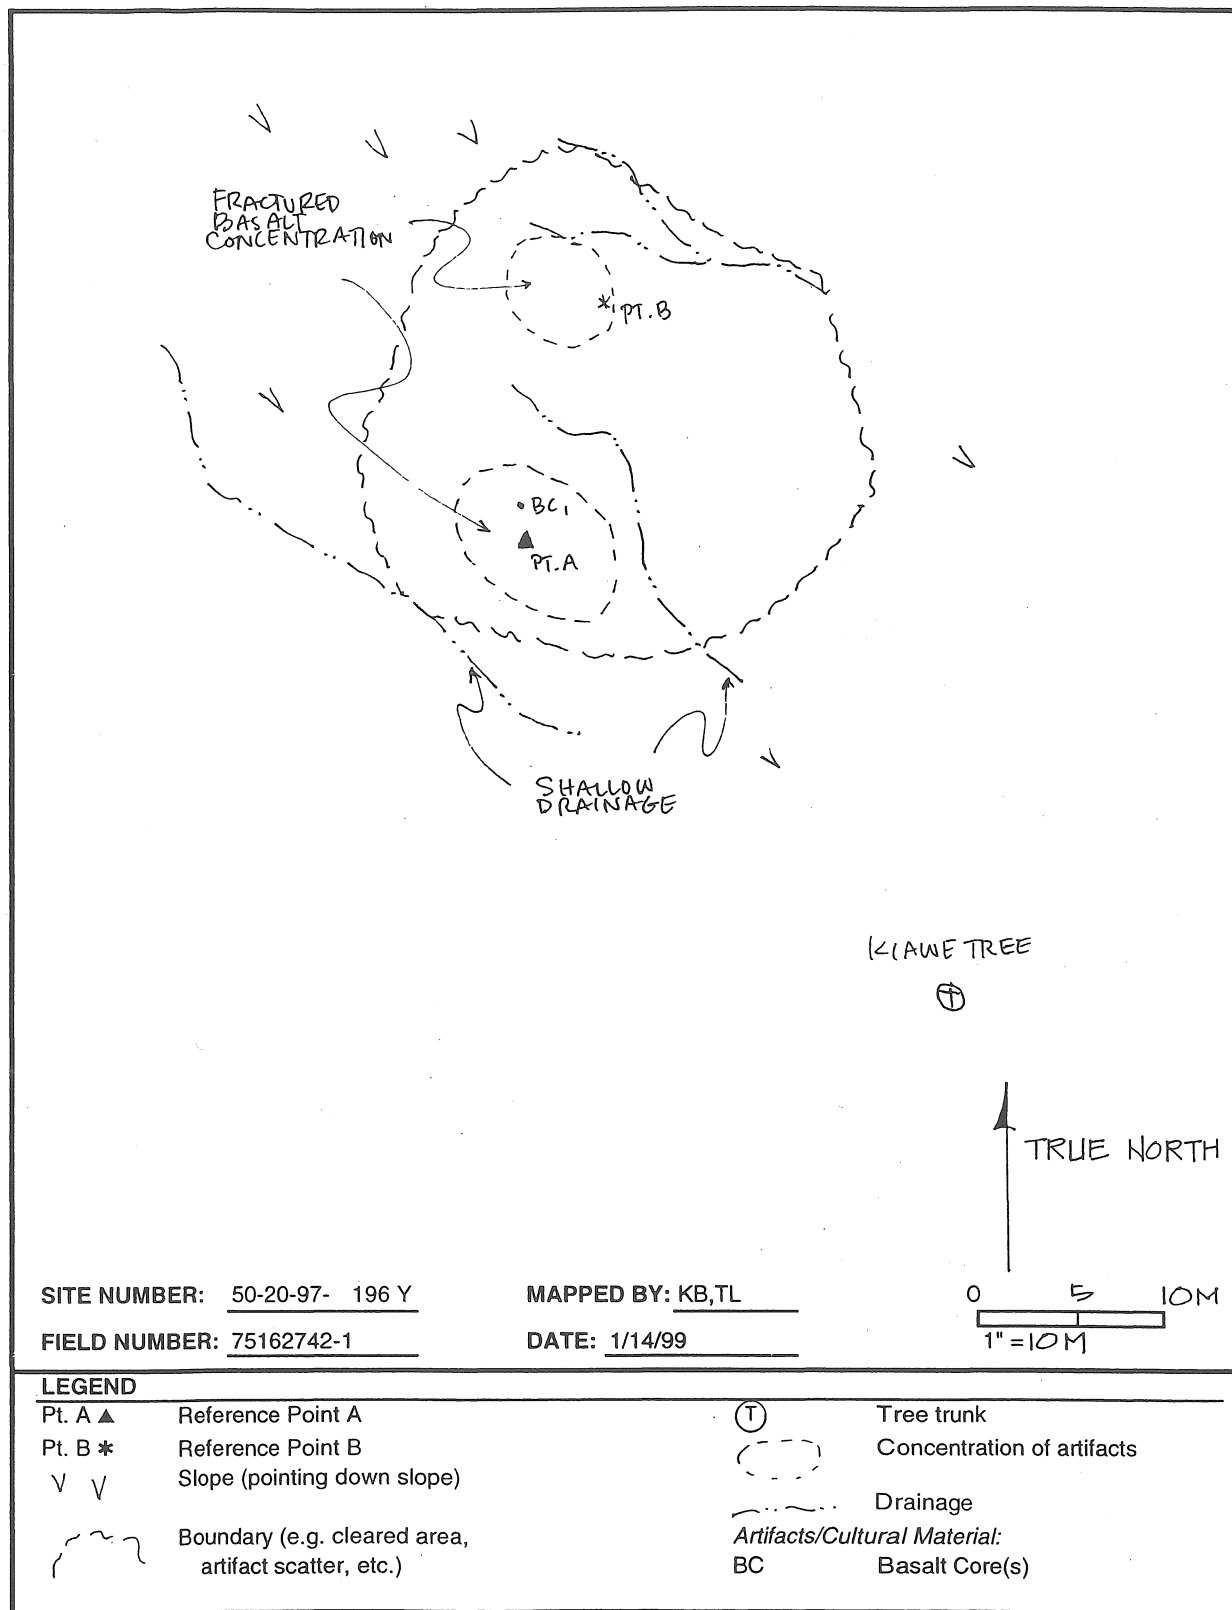 FRACTURED
BASALT
CONCENTRATION
PT. B
BC1
PT. A
SHALLOW
DRAINAGE
KIAWE TREE
T
TRUE NORTH
SITE NUMBER: 50-20-97- 196 Y
MAPPED BY: KB,TL
0 5 10M
FIELD NUMBER: 75162742-1
DATE: 1/14/99
1" = 10M
LEGEND
Pt. A ▲ Reference Point A
Pt. B * Reference Point B
V V Slope (pointing down slope)
Boundary (e.g. cleared area,
artifact scatter, etc.)
T Tree trunk
Concentration of artifacts
Drainage
Artifacts/Cultural Material:
BC Basalt Core(s)